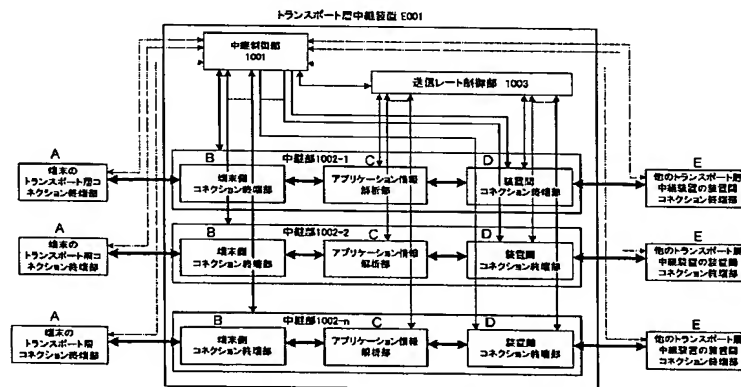 トランスポート層中継装置 E001
中継制御部
1001
送信レート制御部 1003
中継部1002-1
A
端末の
トランスポート層コ
ネクション終端部
B
端末側
コネクション終端部
C
アプリケーション情報
解析部
D
装置間
コネクション終端部
E
他のトランスポート層
中継装置の装置間
コネクション終端部
中継部1002-2
A
端末の
トランスポート層コ
ネクション終端部
B
端末側
コネクション終端部
C
アプリケーション情報
解析部
D
装置間
コネクション終端部
E
他のトランスポート層
中継装置の装置間
コネクション終端部
中継部1002-n
A
端末の
トランスポート層
コネクション終端部
B
端末側
コネクション終端部
C
アプリケーション情報
解析部
D
装置間
コネクション終端部
E
他のトランスポート層
中継装置の装置間
コネクション終端部